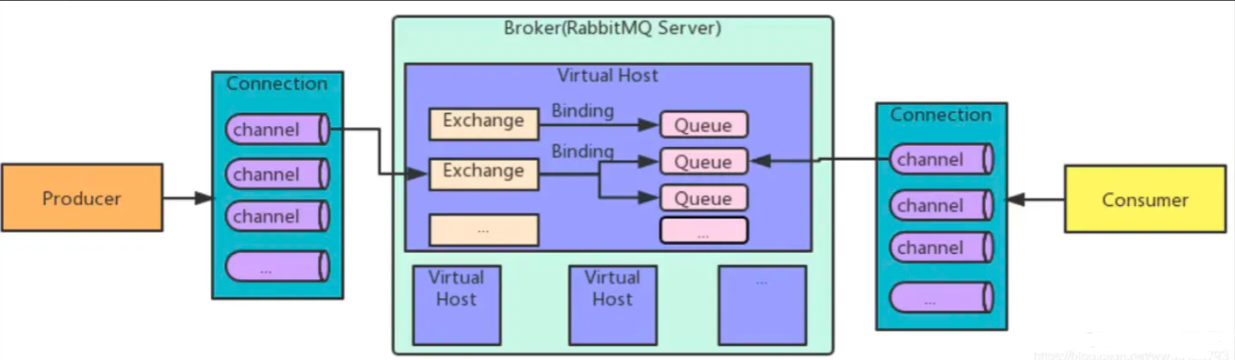 Broker(RabbitMQ Server)
Virtual Host
Connection
channel
channel
channel
...
Producer
Exchange
Binding
Queue
Exchange
Binding
Queue
Queue
...
...
Virtual
Host
Virtual
Host
...
Connection
channel
channel
channel
...
Consumer